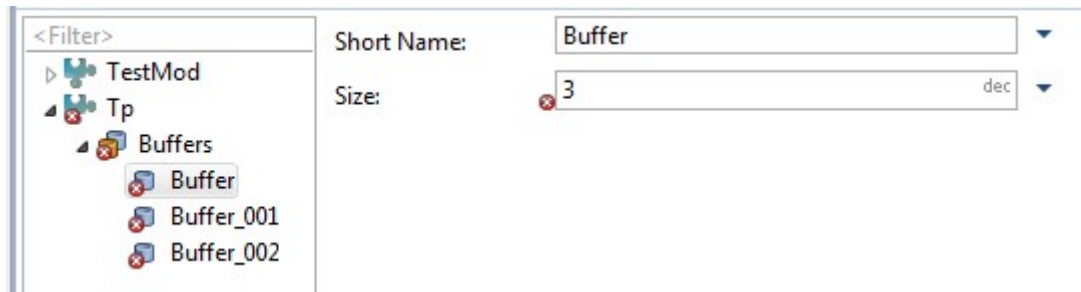 <Filter>
TestMod
Tp
Buffers
Buffer
Buffer_001
Buffer_002
Short Name: Buffer
Size: 3 dec